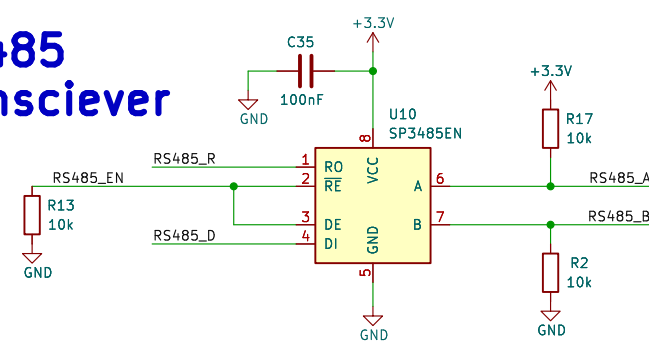 485
nsciever
+3.3V
C35
100nF
GND
+3.3V
U10
SP3485EN
R17
10k
8
VCC
RS485_R
1
RO
RS485_EN
2
RE
A
6
RS485_A
R13
10k
3
DE
B
7
RS485_B
RS485_D
4
DI
GND
5
GND
R2
10k
GND
GND